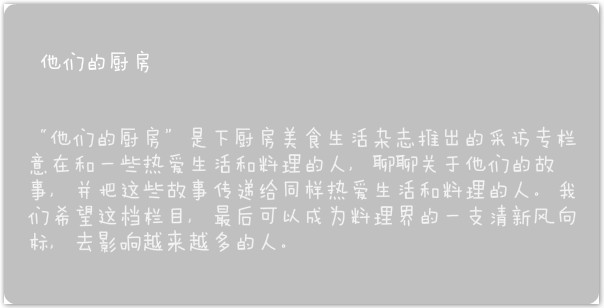 他们的厨房
“他们的厨房”是下厨房美食生活杂志推出的采访专栏
意在和一些热爱生活和料理的人，聊聊关于他们的故
事，并把这些故事传递给同样热爱生活和料理的人。我
们希望这档栏目，最后可以成为料理界的一支清新风向
标，去影响越来越多的人。